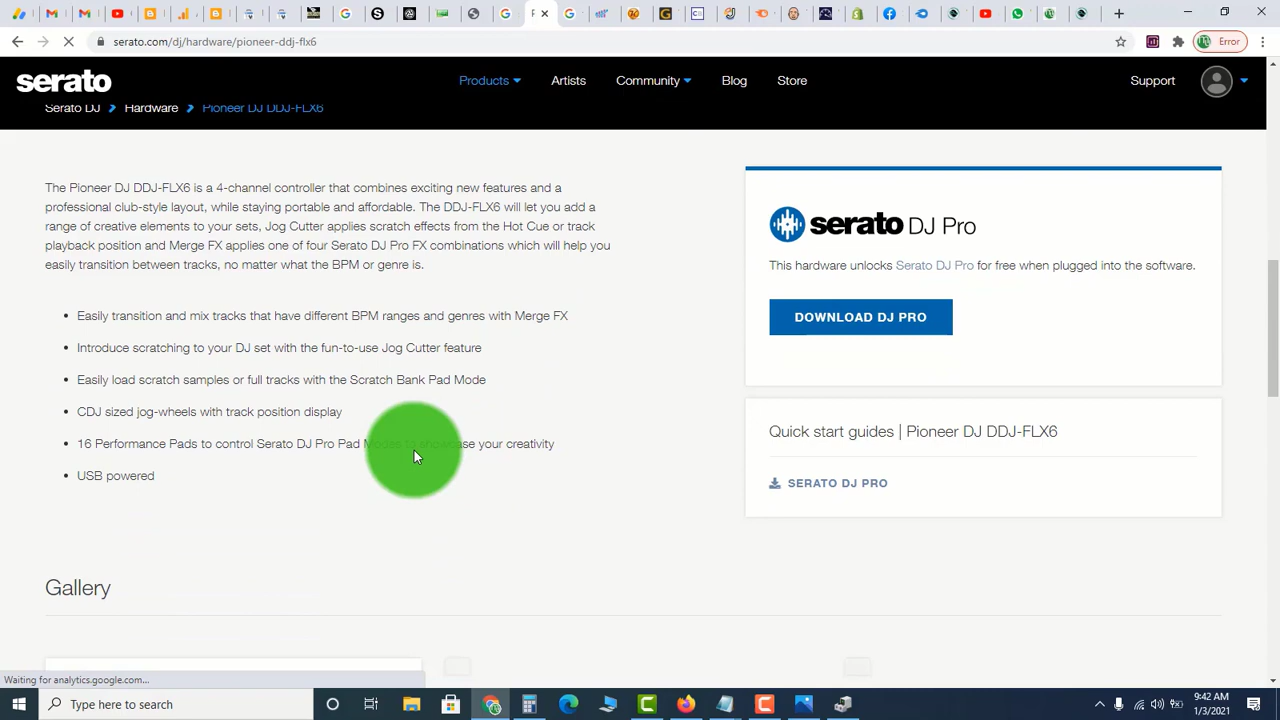 serato.com/dj/hardware/pioneer-ddj-flx6
Error
serato
Products
Artists
Community
Blog
Store
Support
Serato DJ
Hardware
Pioneer DJ DDJ-FLX6
The Pioneer DJ DDJ-FLX6 is a 4-channel controller that combines exciting new features and a
professional club-style layout, while staying portable and affordable. The DDJ-FLX6 will let you add a
range of creative elements to your sets, Jog Cutter applies scratch effects from the Hot Cue or track
playback position and Merge FX applies one of four Serato DJ Pro FX combinations which will help you
easily transition between tracks, no matter what the BPM or genre is.
Easily transition and mix tracks that have different BPM ranges and genres with Merge FX
Introduce scratching to your DJ set with the fun-to-use Jog Cutter feature
Easily load scratch samples or full tracks with the Scratch Bank Pad Mode
CDJ sized jog-wheels with track position display
16 Performance Pads to control Serato DJ Pro Pad Modes to showcase your creativity
USB powered
serato DJ Pro
This hardware unlocks Serato DJ Pro for free when plugged into the software.
DOWNLOAD DJ PRO
Quick start guides | Pioneer DJ DDJ-FLX6
SERATO DJ PRO
Gallery
Waiting for analytics.google.com...
Type here to search
9:42 AM
1/3/2021